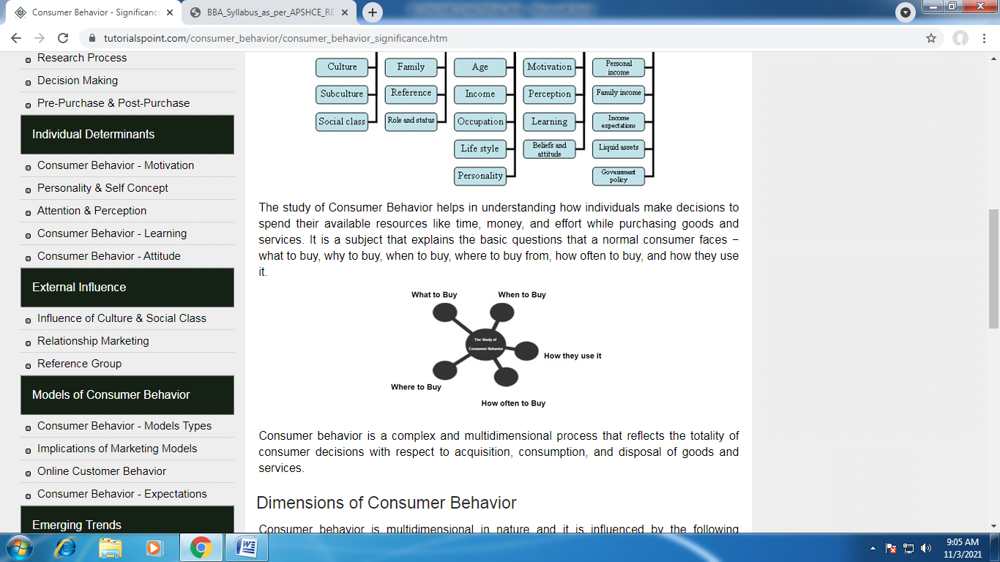 Consumer Behavior - Significance
BBA_Syllabus_as_per_APSHCE_RE
tutorialspoint.com/consumer_behavior/consumer_behavior_significance.htm
Research Process
Decision Making
Pre-Purchase & Post-Purchase
Individual Determinants
Consumer Behavior - Motivation
Personality & Self Concept
Attention & Perception
Consumer Behavior - Learning
Consumer Behavior - Attitude
External Influence
Influence of Culture & Social Class
Relationship Marketing
Reference Group
Models of Consumer Behavior
Consumer Behavior - Models Types
Implications of Marketing Models
Online Customer Behavior
Consumer Behavior - Expectations
Emerging Trends
Culture
Subculture
Social class
Family
Reference
Role and status
Age
Income
Occupation
Life style
Personality
Motivation
Perception
Learning
Beliefs and
attitude
Personal
income
Family income
Income
expectations
Liquid assets
Government
policy
The study of Consumer Behavior helps in understanding how individuals make decisions to
spend their available resources like time, money, and effort while purchasing goods and
services. It is a subject that explains the basic questions that a normal consumer faces −
what to buy, why to buy, when to buy, where to buy from, how often to buy, and how they use
it.
What to Buy
When to Buy
The Study of
Consumer Behavior
How they use it
Where to Buy
How often to Buy
Consumer behavior is a complex and multidimensional process that reflects the totality of
consumer decisions with respect to acquisition, consumption, and disposal of goods and
services.
Dimensions of Consumer Behavior
Consumer behavior is multidimensional in nature and it is influenced by the following
9:05 AM
11/3/2021